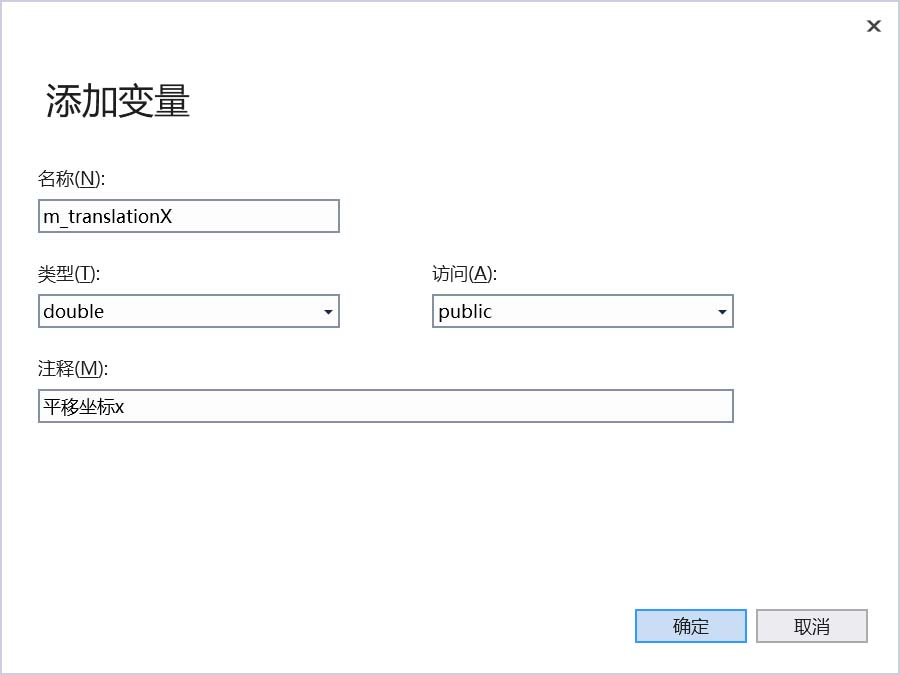 添加变量
名称(N):
m_translationX
类型(T):
访问(A):
double
public
注释(M):
平移坐标x
确定
取消